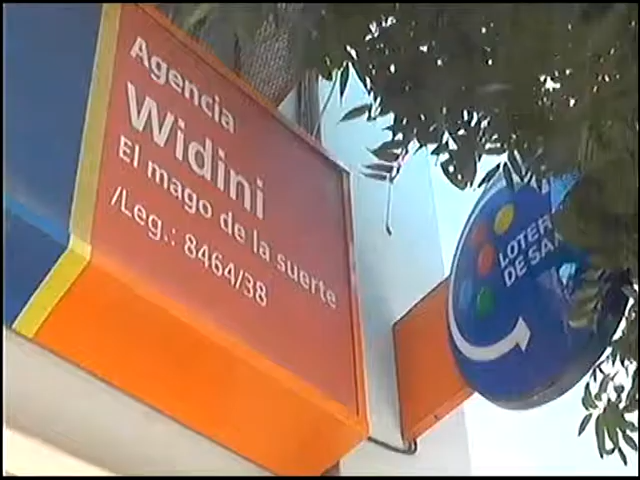 Agencia
Widini
El mago de la suerte
/Leg.: 8464/38
LOTER
DE SA